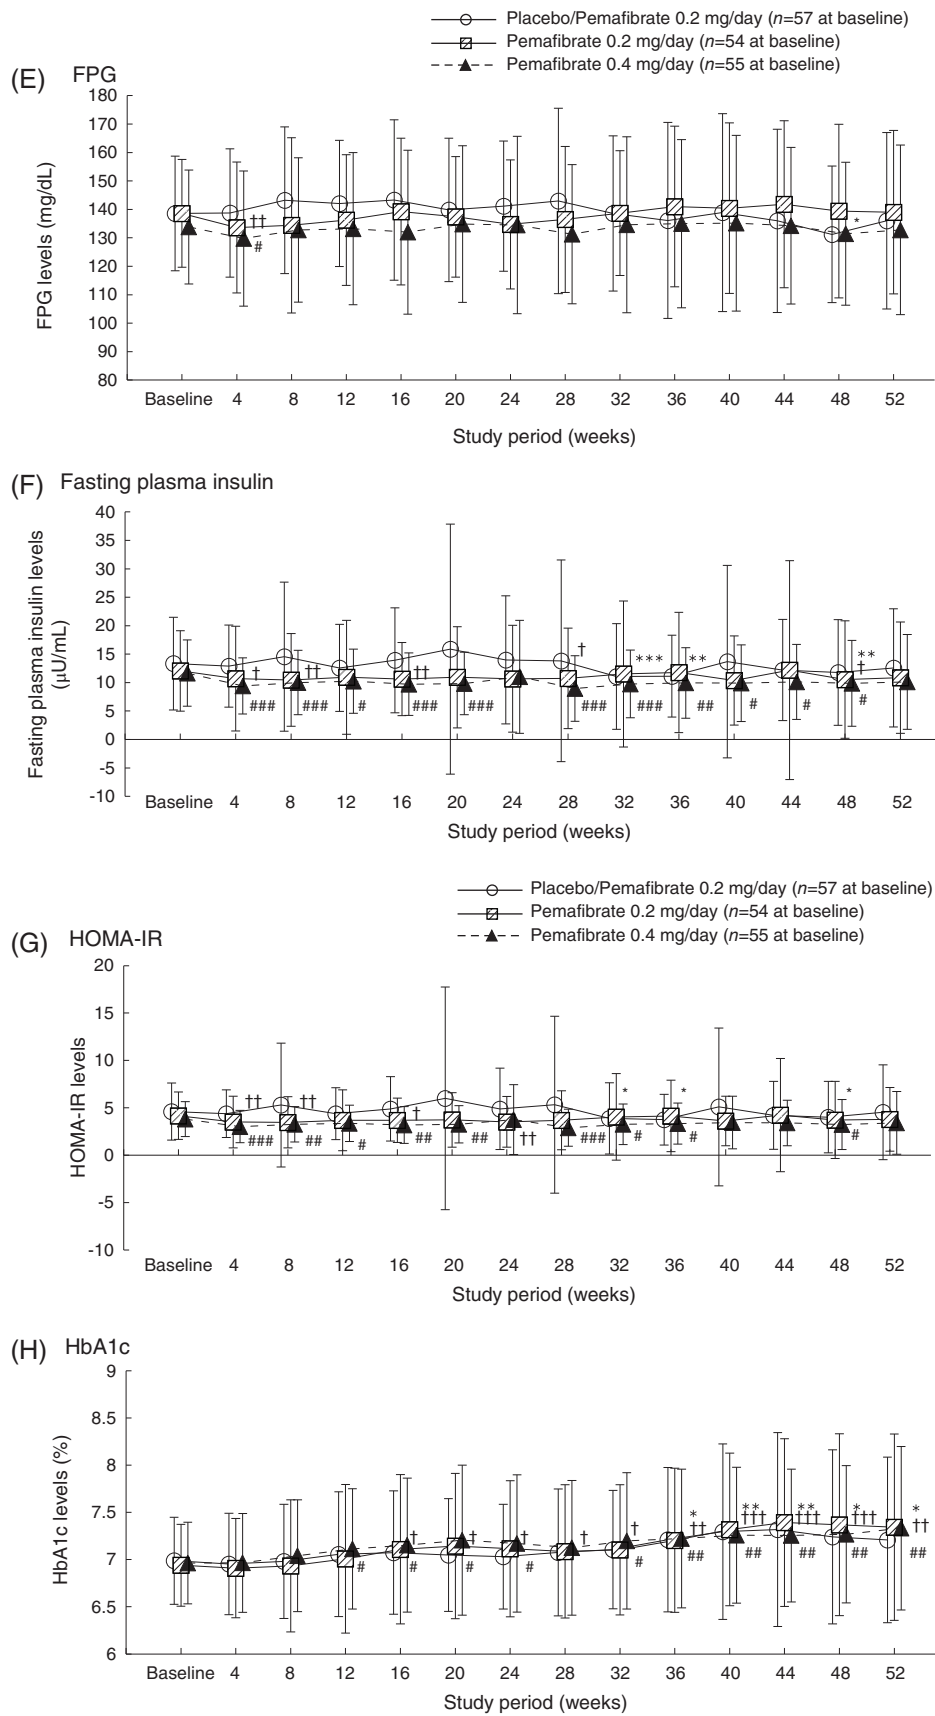 Placebo/Pemafibrate 0.2 mg/day (n=57 at baseline)
Pemafibrate 0.2 mg/day (n=54 at baseline)
Pemafibrate 0.4 mg/day (n=55 at baseline)
(E) FPG
FPG levels (mg/dL)
180
170
160
150
140
130
120
110
100
90
80
††
#
*
Baseline 4 8 12 16 20 24 28 32 36 40 44 48 52
Study period (weeks)
(F) Fasting plasma insulin
Fasting plasma insulin levels
(μU/mL)
40
35
30
25
20
15
10
5
0
-5
-10
† †† †† † *** ** ** †
### ### # ### ### ### ### ## # # #
Baseline 4 8 12 16 20 24 28 32 36 40 44 48 52
Study period (weeks)
Placebo/Pemafibrate 0.2 mg/day (n=57 at baseline)
Pemafibrate 0.2 mg/day (n=54 at baseline)
Pemafibrate 0.4 mg/day (n=55 at baseline)
(G) HOMA-IR
HOMA-IR levels
20
15
10
5
0
-5
-10
†† †† † * * *
### ## # ## ## †† ### # # #
Baseline 4 8 12 16 20 24 28 32 36 40 44 48 52
Study period (weeks)
(H) HbA1c
HbA1c levels (%)
9
8.5
8
7.5
7
6.5
6
* ** ** * *
† † † † † †† ††† ††† ††† ††
# # # # # ## ## ## ## ##
Baseline 4 8 12 16 20 24 28 32 36 40 44 48 52
Study period (weeks)